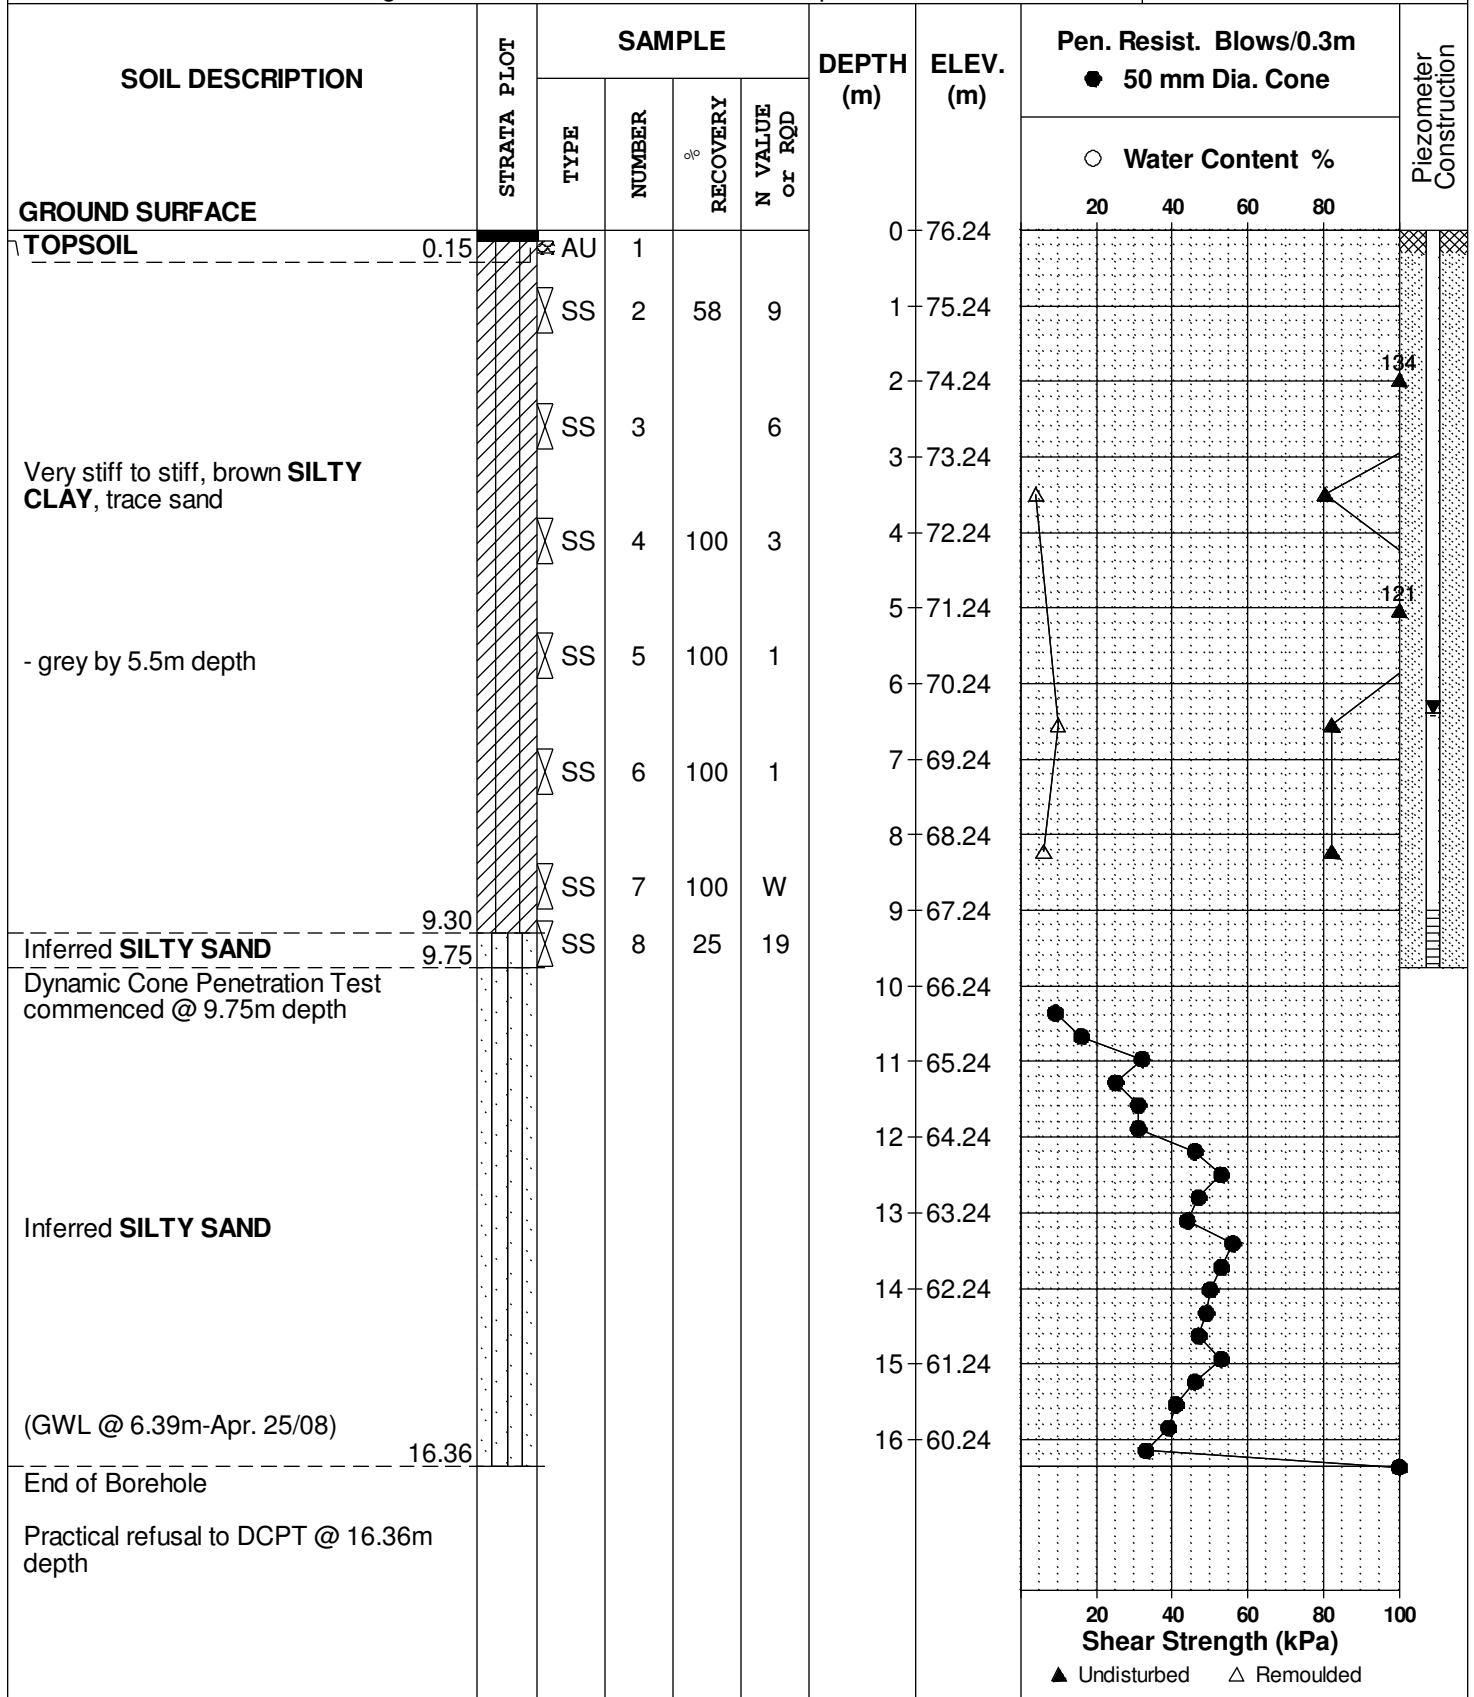 SOIL DESCRIPTION
STRATA PLOT
SAMPLE
TYPE
NUMBER
% RECOVERY
N VALUE or RQD
DEPTH (m)
ELEV. (m)
Pen. Resist. Blows/0.3m
● 50 mm Dia. Cone
○ Water Content %
20 40 60 80
Piezometer Construction
GROUND SURFACE
0 76.24
TOPSOIL 0.15
AU 1
SS 2 58 9
1 75.24
134
2 74.24
SS 3 6
3 73.24
Very stiff to stiff, brown SILTY
CLAY, trace sand
SS 4 100 3
4 72.24
121
5 71.24
- grey by 5.5m depth
SS 5 100 1
6 70.24
7 69.24
SS 6 100 1
8 68.24
SS 7 100 W
9 67.24
9.30
Inferred SILTY SAND
9.75
SS 8 25 19
Dynamic Cone Penetration Test
commenced @ 9.75m depth
10 66.24
11 65.24
12 64.24
13 63.24
Inferred SILTY SAND
14 62.24
15 61.24
(GWL @ 6.39m-Apr. 25/08)
16 60.24
16.36
End of Borehole
Practical refusal to DCPT @ 16.36m
depth
20 40 60 80 100
Shear Strength (kPa)
▲ Undisturbed △ Remoulded